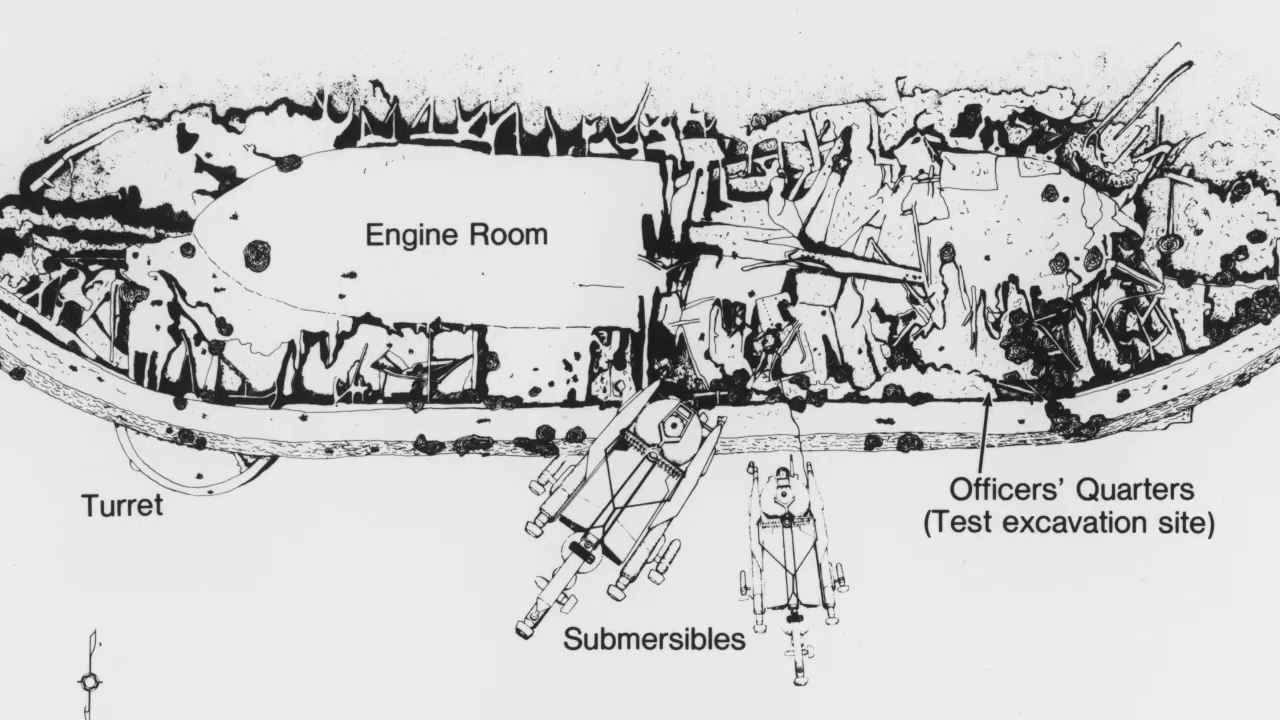 Engine Room
Turret
Officers' Quarters
(Test excavation site)
Submersibles